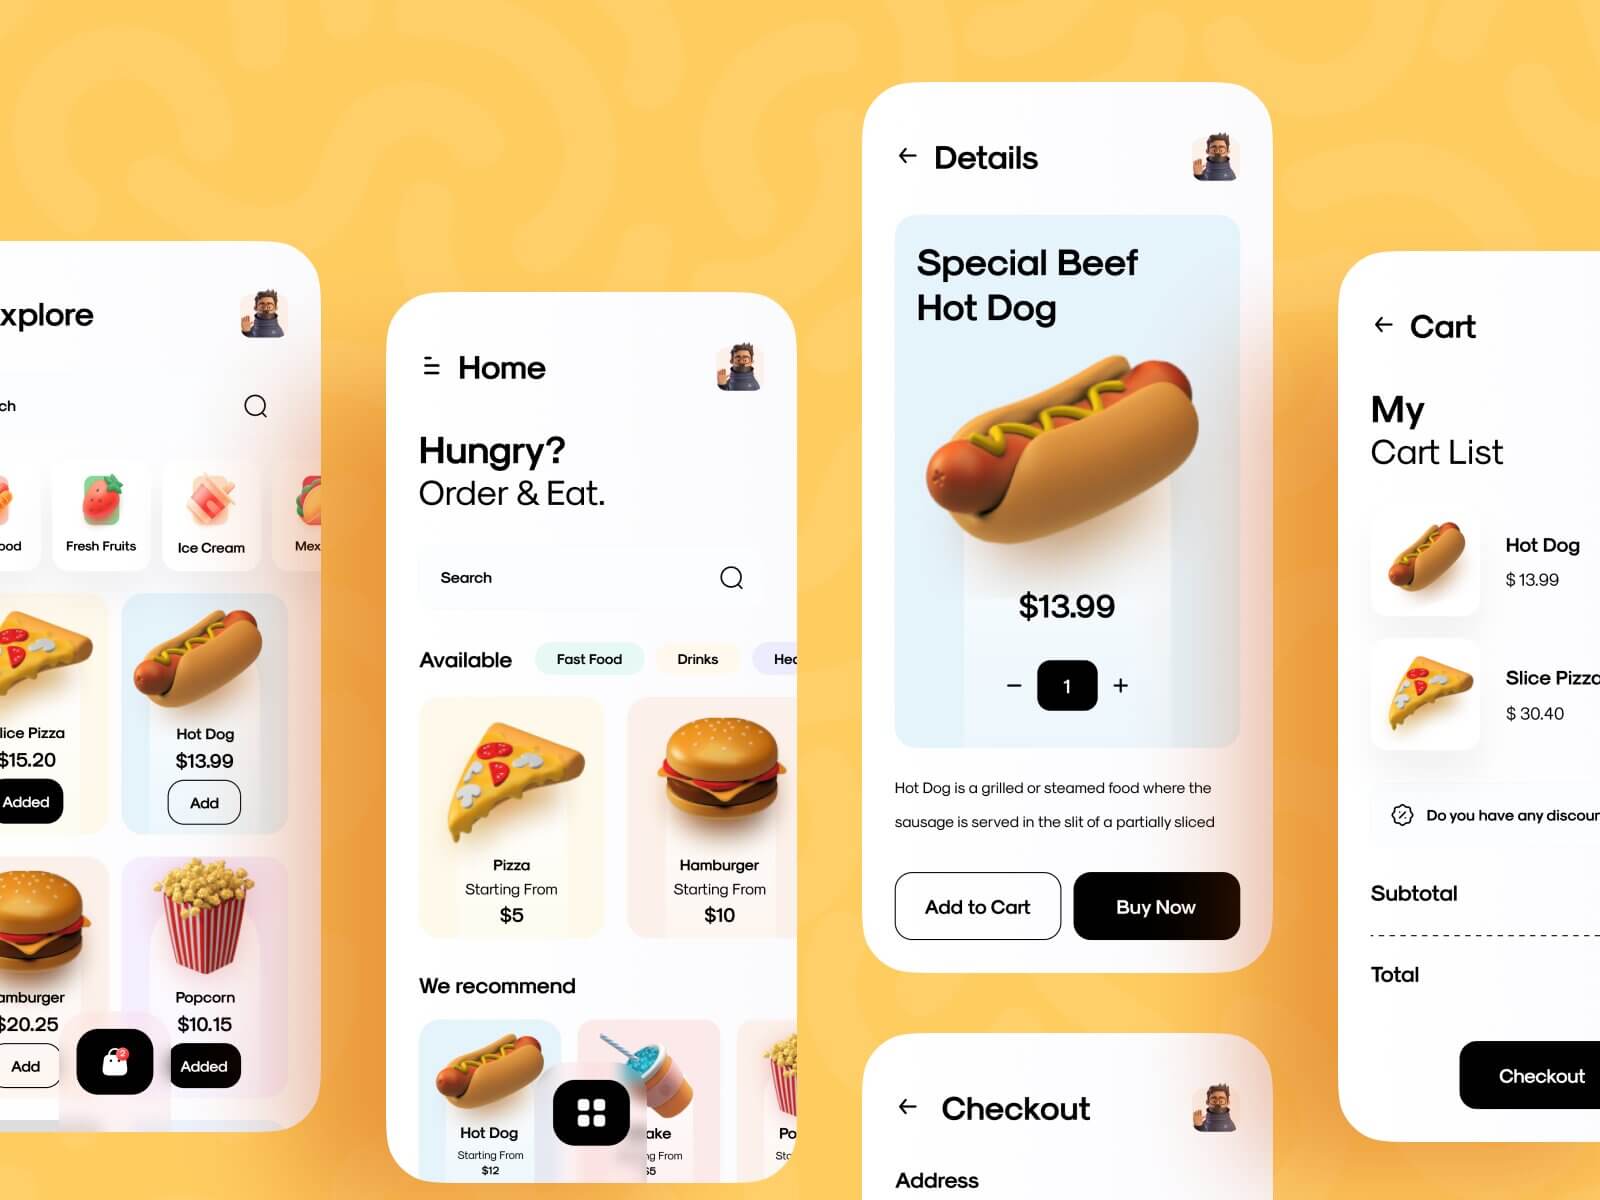 xplore
ch
ood
Fresh Fruits
Ice Cream
Mex
lice Pizza
$15.20
Added
Hot Dog
$13.99
Add
amburger
$20.25
Add
2
Popcorn
$10.15
Added
Home
Hungry?
Order & Eat.
Search
Available
Fast Food
Drinks
Hea
Pizza
Starting From
$5
Hamburger
Starting From
$10
We recommend
Hot Dog
Starting From
$12
ake
ng From
$5
Po
Sta
Details
Special Beef
Hot Dog
$13.99
− 1 +
Hot Dog is a grilled or steamed food where the
sausage is served in the slit of a partially sliced
Add to Cart
Buy Now
Checkout
Address
Cart
My
Cart List
Hot Dog
$ 13.99
Slice Pizza
$ 30.40
Do you have any discoun
Subtotal
Total
Checkout